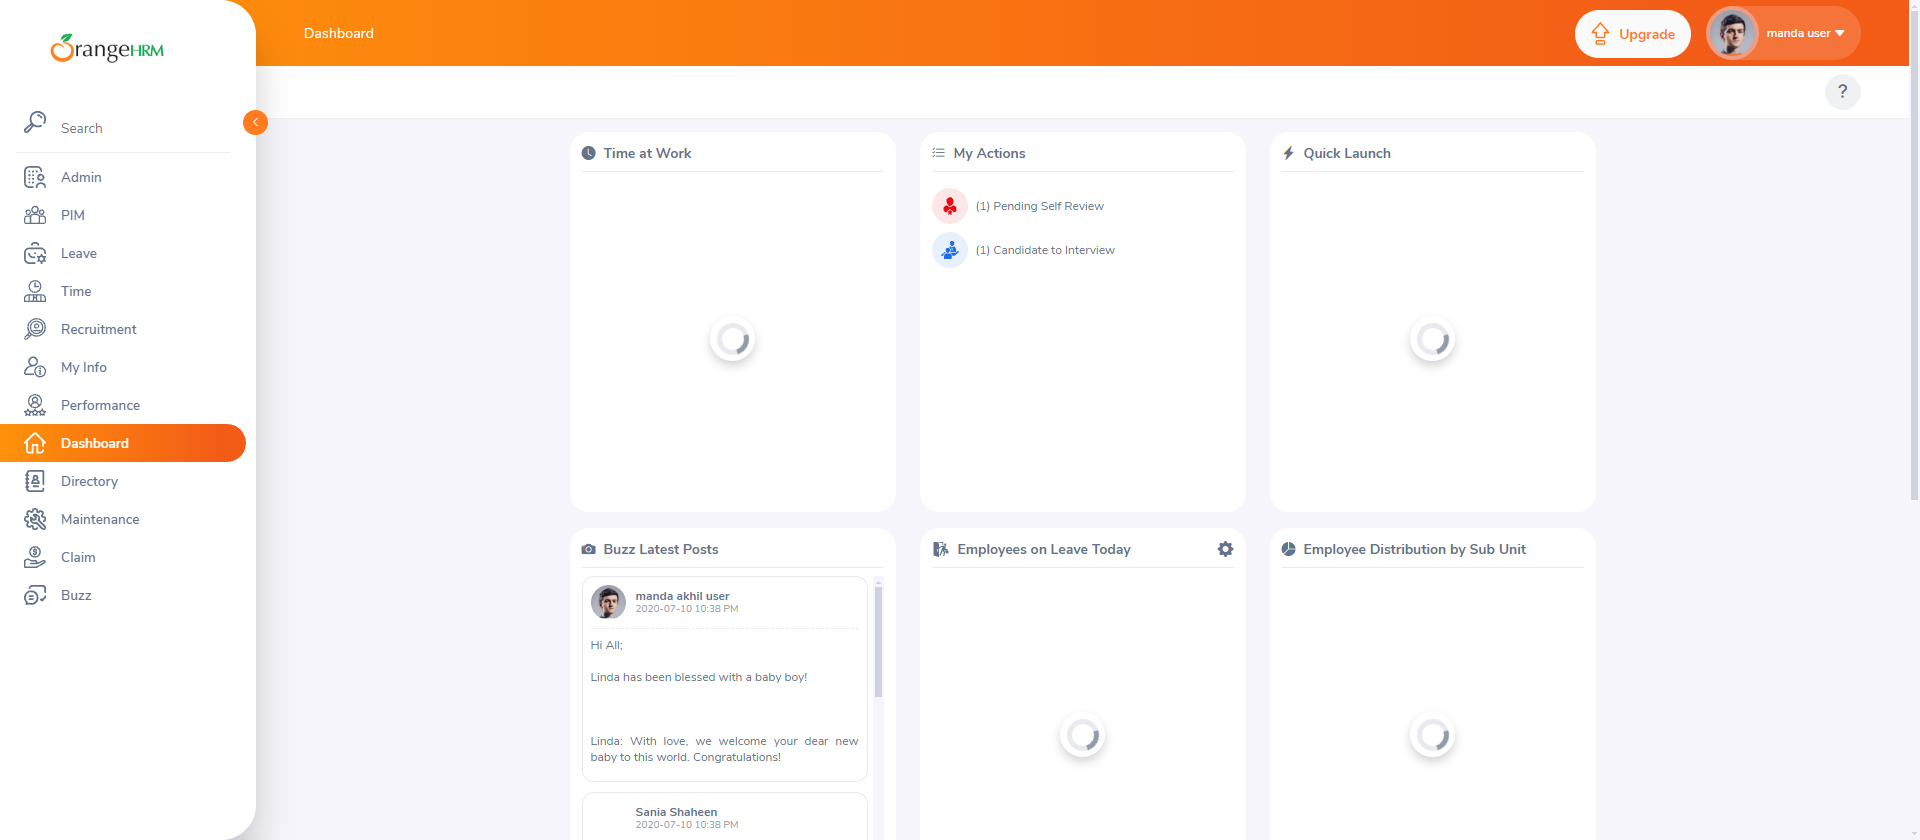 OrangeHRM
Dashboard
Upgrade
manda user
?
Search
Admin
PIM
Leave
Time
Recruitment
My Info
Performance
Dashboard
Directory
Maintenance
Claim
Buzz
Time at Work
My Actions
(1) Pending Self Review
(1) Candidate to Interview
Quick Launch
Buzz Latest Posts
manda akhil user
2020-07-10 10:38 PM
Hi All;
Linda has been blessed with a baby boy!
Linda: With love, we welcome your dear new
baby to this world. Congratulations!
Sania Shaheen
2020-07-10 10:38 PM
Employees on Leave Today
Employee Distribution by Sub Unit